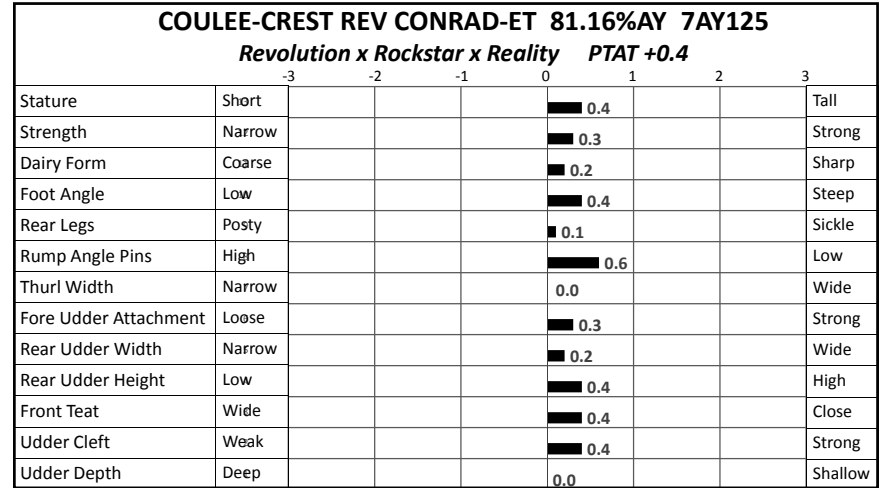 COULEE-CREST REV CONRAD-ET 81.16%AY 7AY125
Revolution x Rockstar x Reality PTAT +0.4
-3 -2 -1 0 1 2 3
Stature Short 0.4 Tall
Strength Narrow 0.3 Strong
Dairy Form Coarse 0.2 Sharp
Foot Angle Low 0.4 Steep
Rear Legs Posty 0.1 Sickle
Rump Angle Pins High 0.6 Low
Thurl Width Narrow 0.0 Wide
Fore Udder Attachment Loose 0.3 Strong
Rear Udder Width Narrow 0.2 Wide
Rear Udder Height Low 0.4 High
Front Teat Wide 0.4 Close
Udder Cleft Weak 0.4 Strong
Udder Depth Deep 0.0 Shallow